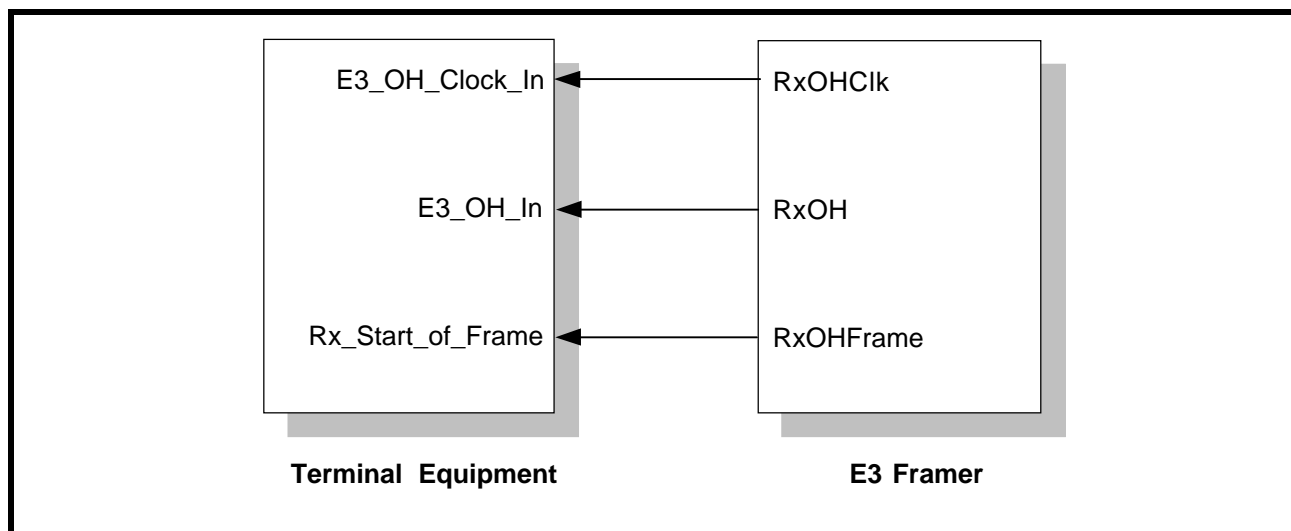 E3_OH_Clock_In
RxOHClk
E3_OH_In
RxOH
Rx_Start_of_Frame
RxOHFrame
Terminal Equipment
E3 Framer